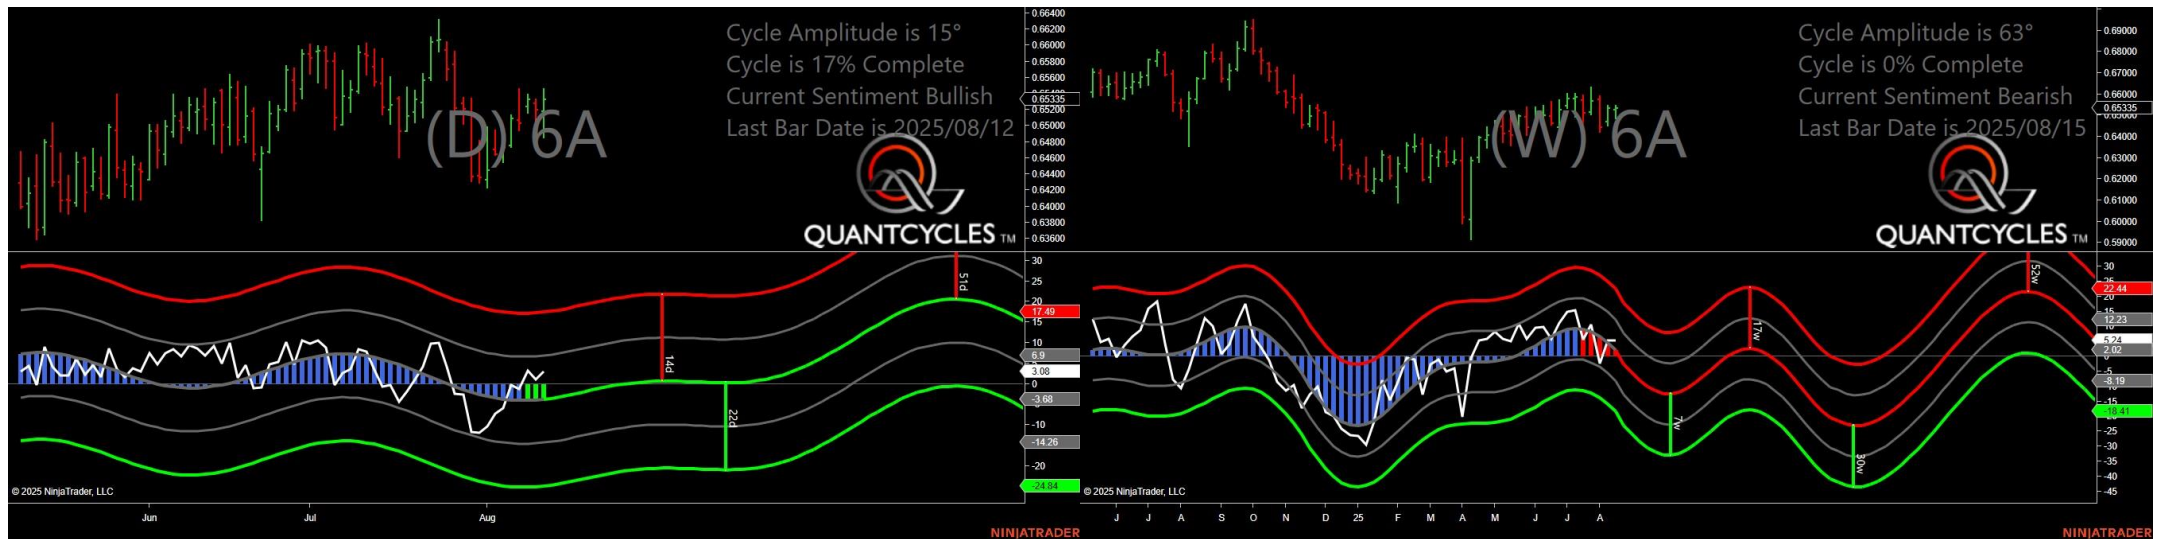 Cycle Amplitude is 15°
Cycle is 17% Complete
Current Sentiment Bullish
Last Bar Date is 2025/08/12
(D) 6A
QUANTCYCLES TM
0.66400
0.66200
0.66000
0.65800
0.65600
0.65335
0.65200
0.65000
0.64800
0.64600
0.64400
0.64200
0.64000
0.63800
0.63600
14d
22d
51d
30
25
20
17.49
15
10
6.9
3.08
0
-3.68
-10
-14.26
-20
-24.84
© 2025 NinjaTrader, LLC
Jun Jul Aug
NINJATRADER
Cycle Amplitude is 63°
Cycle is 0% Complete
Current Sentiment Bearish
Last Bar Date is 2025/08/15
(W) 6A
QUANTCYCLES TM
0.69000
0.68000
0.67000
0.66000
0.65335
0.64000
0.63000
0.62000
0.61000
0.60000
0.59000
7w
17w
30w
52w
30
22.44
20
15
12.23
5.24
2.02
-8.19
-15
-18.41
-25
-30
-35
-40
-45
© 2025 NinjaTrader, LLC
J J A S O N D 25 F M A M J J A
NINJATRADER